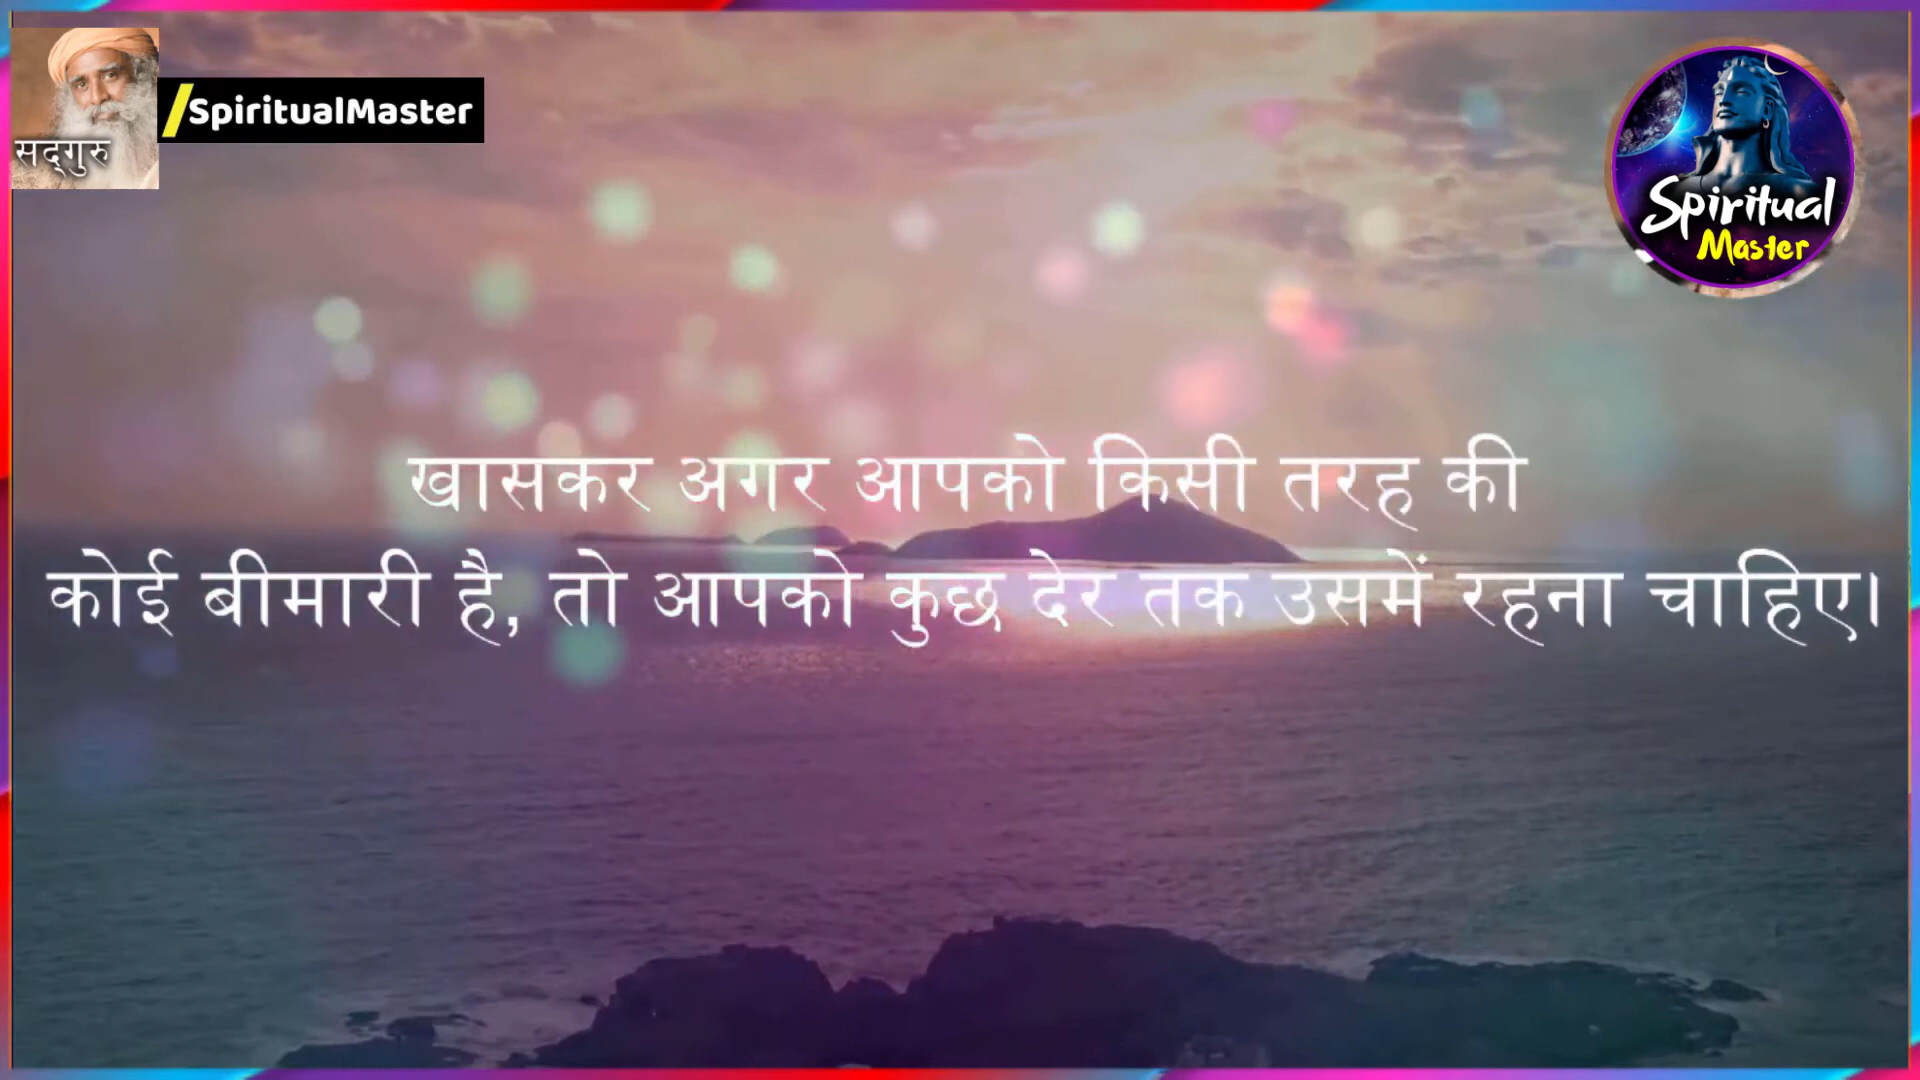 सद्गुरु
/SpiritualMaster
Spiritual
Master
खासकर अगर आपको किसी तरह की
कोई बीमारी है, तो आपको कुछ देर तक उसमें रहना चाहिए।